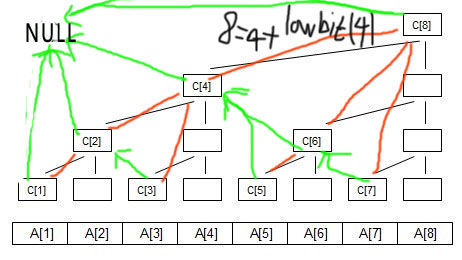 8=4+lowbit(4)
C[8]
NULL
C[4]
C[2]
C[6]
C[1]
C[3]
C[5]
C[7]
A[1] A[2] A[3] A[4] A[5] A[6] A[7] A[8]